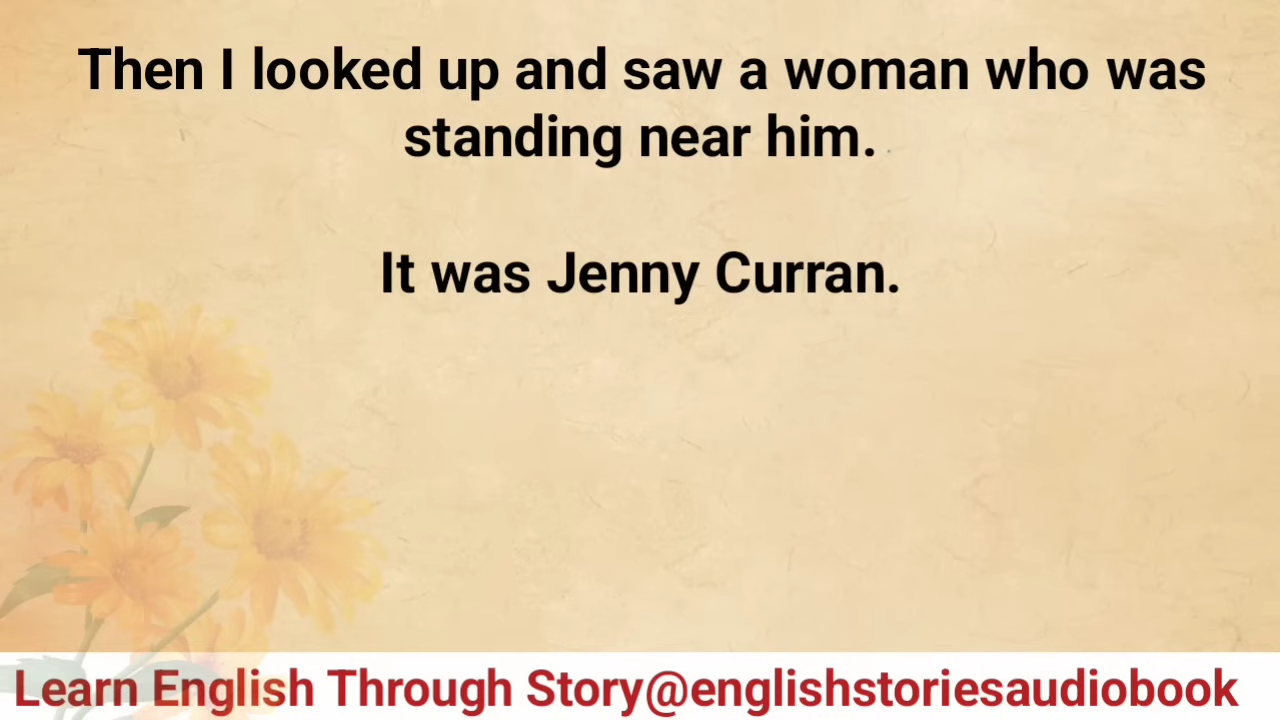 Then I looked up and saw a woman who was
standing near him.
It was Jenny Curran.
Learn English Through Story@englishstoriesaudiobook